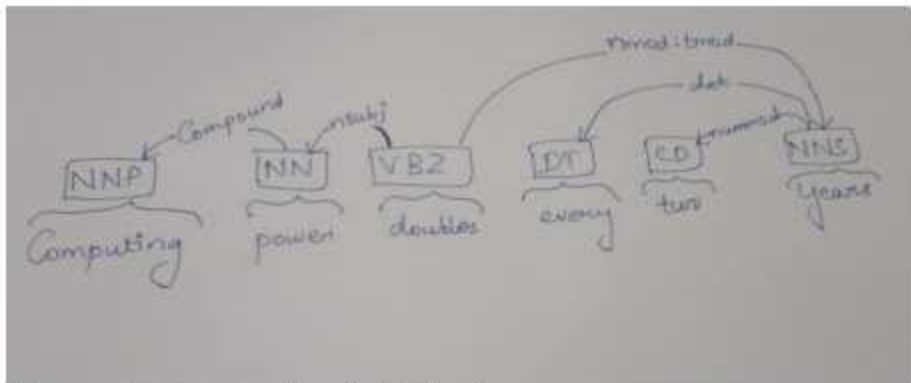 nmod:tmod
det
Compound nsubj nummod
NNP NN VBZ DT CD NNS
Computing power doubles every two years